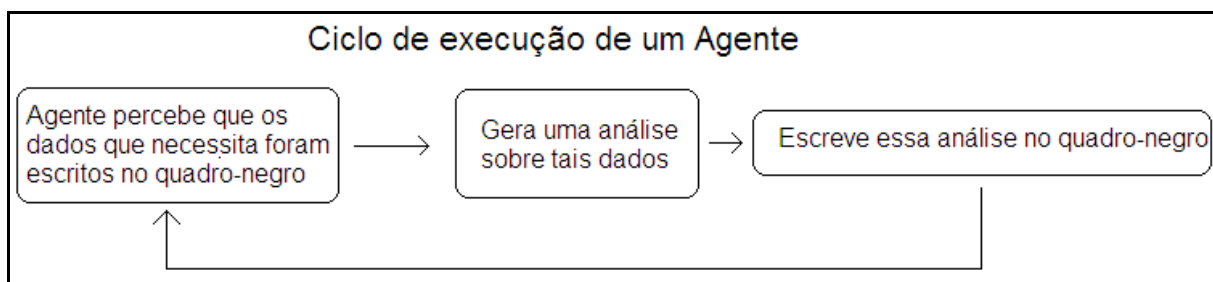 Ciclo de execução de um Agente
Agente percebe que os
dados que necessita foram
escritos no quadro-negro
Gera uma análise
sobre tais dados
Escreve essa análise no quadro-negro